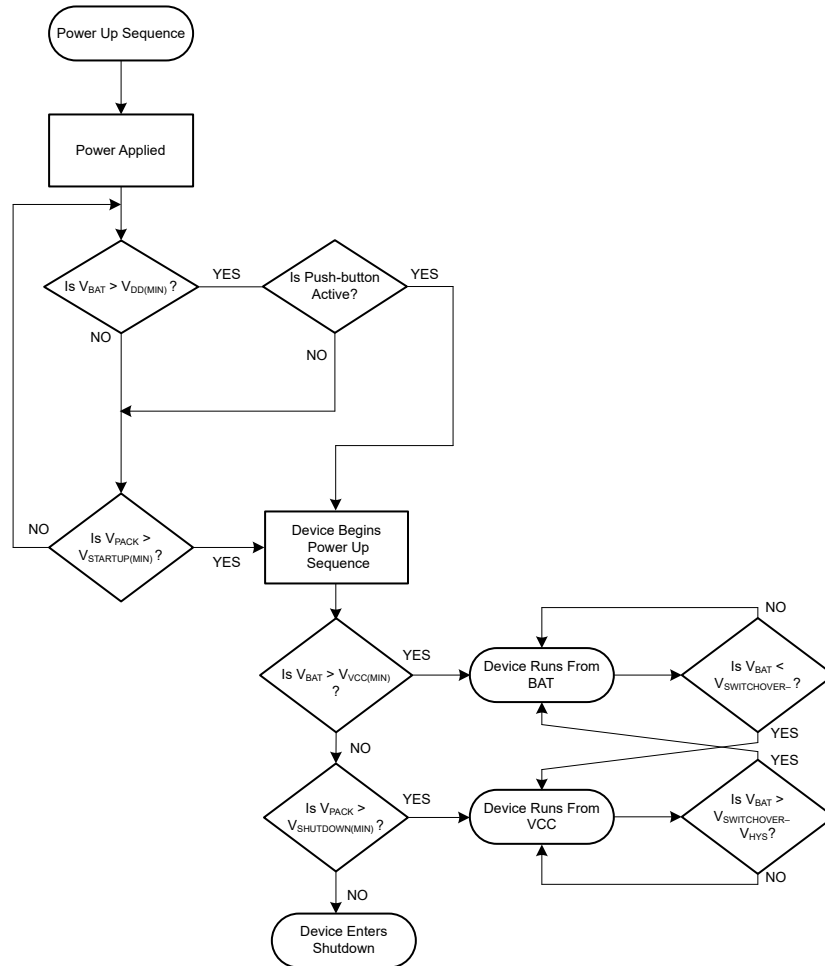 Power Up Sequence
Power Applied
Is VBAT > VDD(MIN) ?
YES
Is Push-button
Active?
YES
NO
NO
NO
Is VPACK >
VSTARTUP(MIN) ?
YES
Device Begins
Power Up
Sequence
NO
Is VBAT > VVCC(MIN)
?
YES
Device Runs From
BAT
Is VBAT <
VSWITCHOVER– ?
YES
NO
YES
Is VPACK >
VSHUTDOWN(MIN) ?
YES
Device Runs From
VCC
Is VBAT >
VSWITCHOVER–
VHYS?
NO
NO
Device Enters
Shutdown